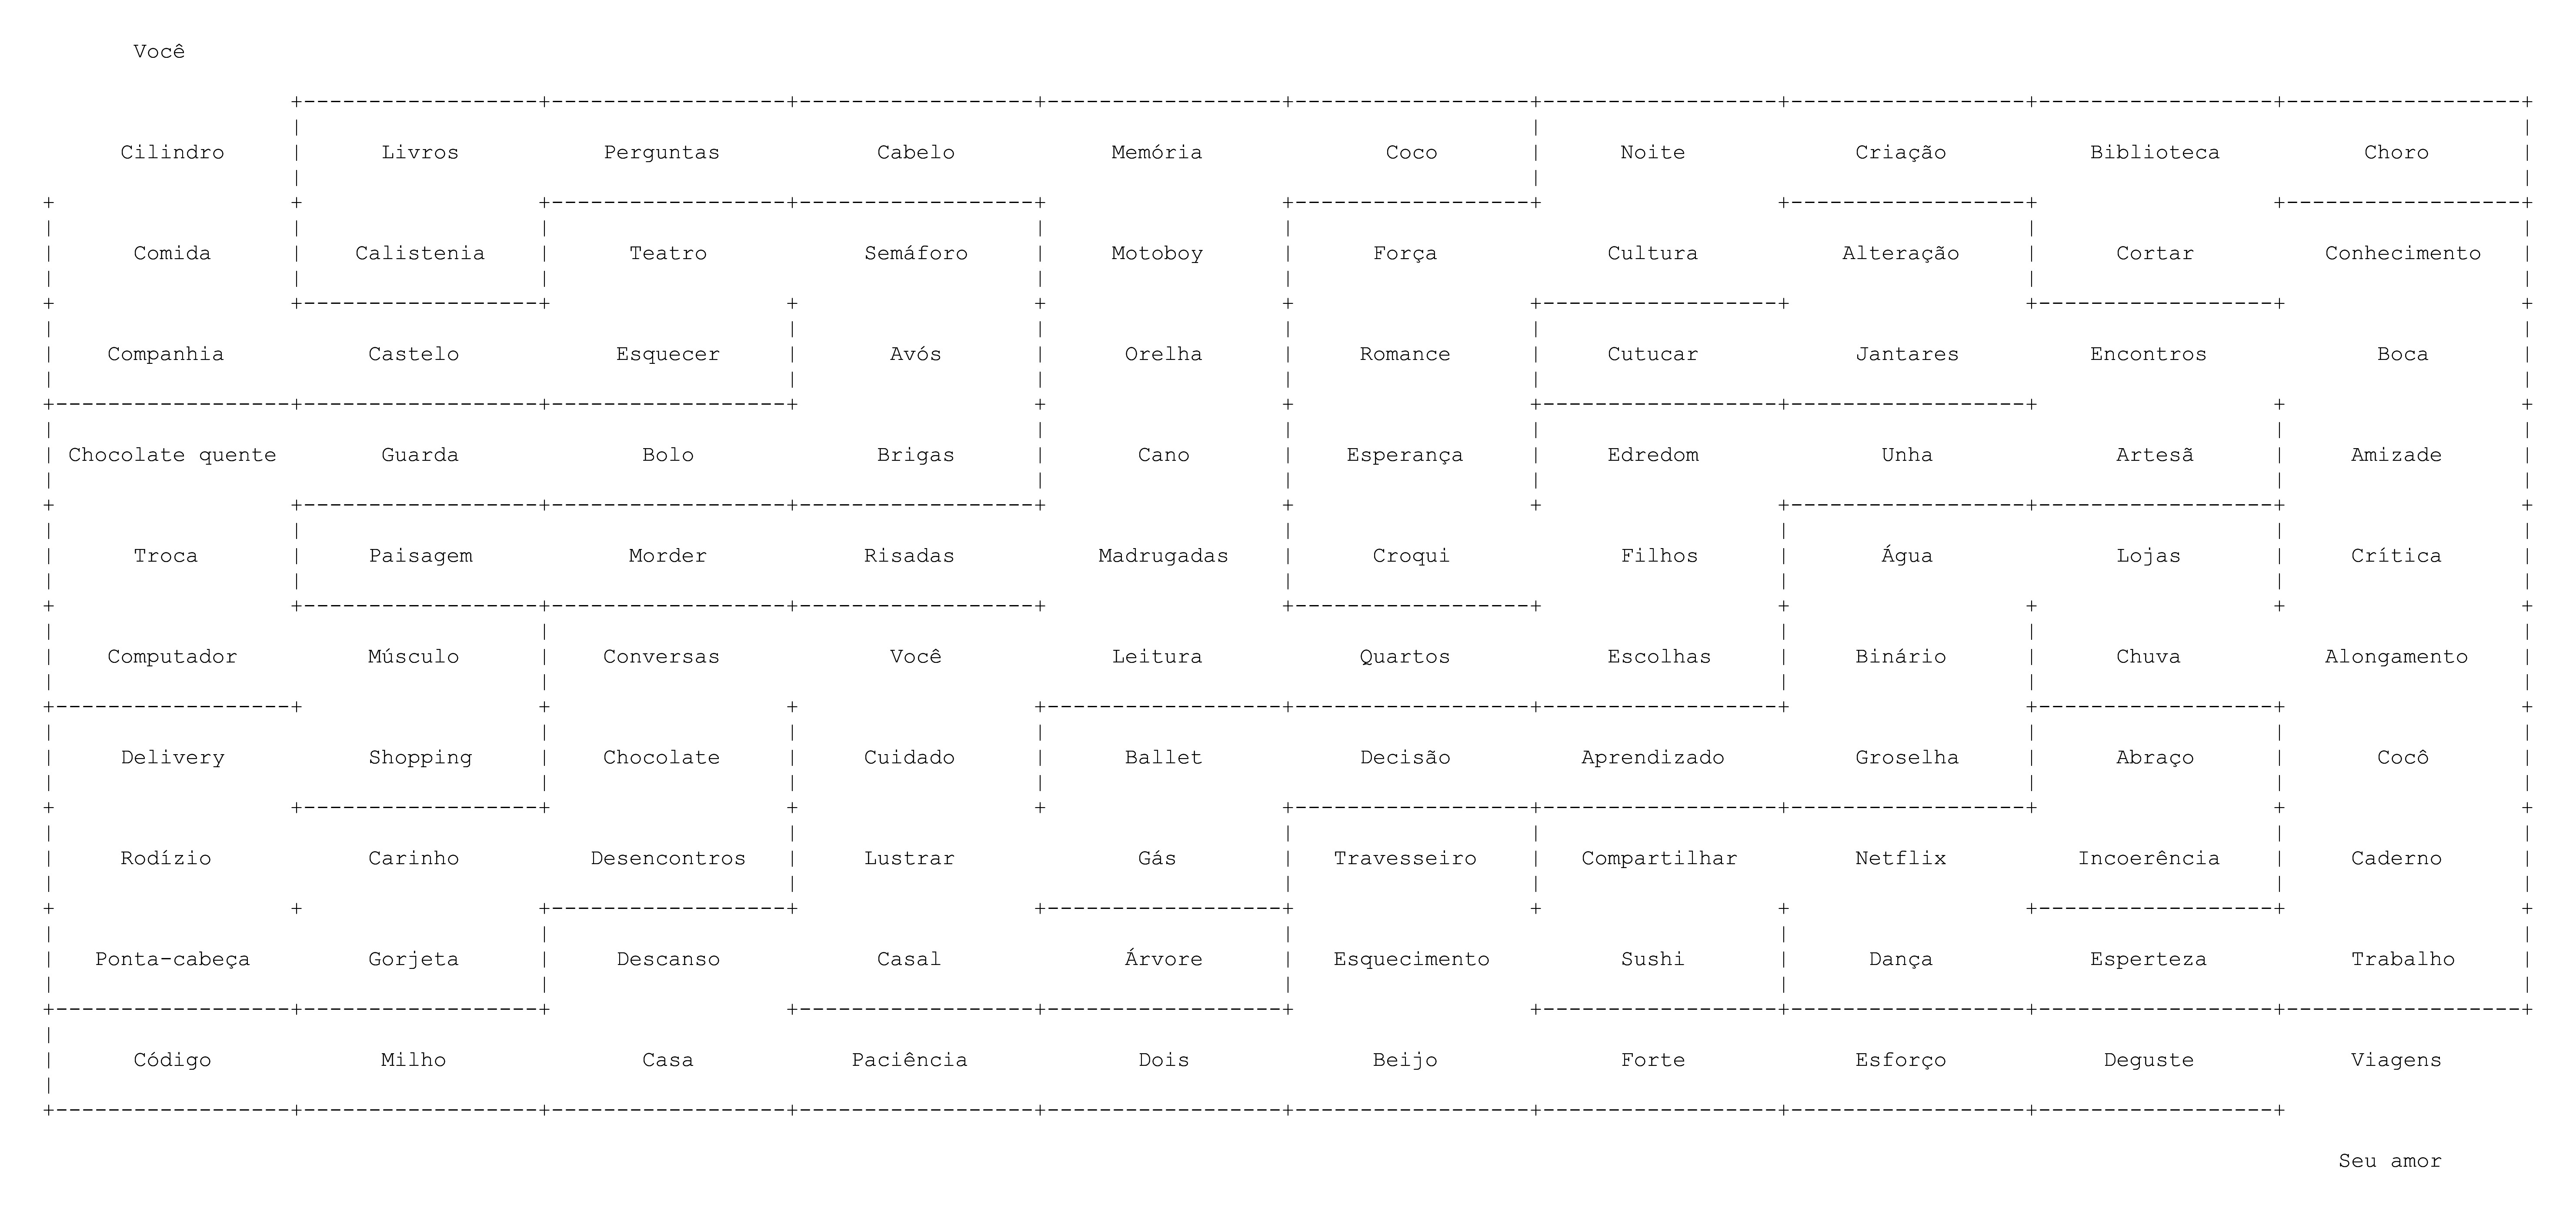 Você
Cilindro Livros Perguntas Cabelo Memória Coco Noite Criação Biblioteca Choro
Comida Calistenia Teatro Semáforo Motoboy Força Cultura Alteração Cortar Conhecimento
Companhia Castelo Esquecer Avós Orelha Romance Cutucar Jantares Encontros Boca
Chocolate quente Guarda Bolo Brigas Cano Esperança Edredom Unha Artesã Amizade
Troca Paisagem Morder Risadas Madrugadas Croqui Filhos Água Lojas Crítica
Computador Músculo Conversas Você Leitura Quartos Escolhas Binário Chuva Alongamento
Delivery Shopping Chocolate Cuidado Ballet Decisão Aprendizado Groselha Abraço Cocô
Rodízio Carinho Desencontros Lustrar Gás Travesseiro Compartilhar Netflix Incoerência Caderno
Ponta-cabeça Gorjeta Descanso Casal Árvore Esquecimento Sushi Dança Esperteza Trabalho
Código Milho Casa Paciência Dois Beijo Forte Esforço Deguste Viagens
Seu amor